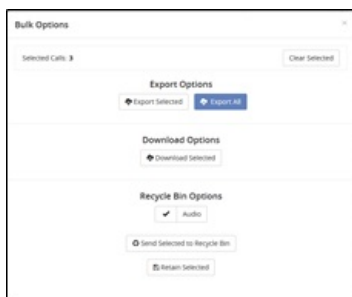 Bulk Options
×
Selected Calls: 3
Clear Selected
Export Options
Export Selected
Export All
Download Options
Download Selected
Recycle Bin Options
Audio
Send Selected to Recycle Bin
Retain Selected